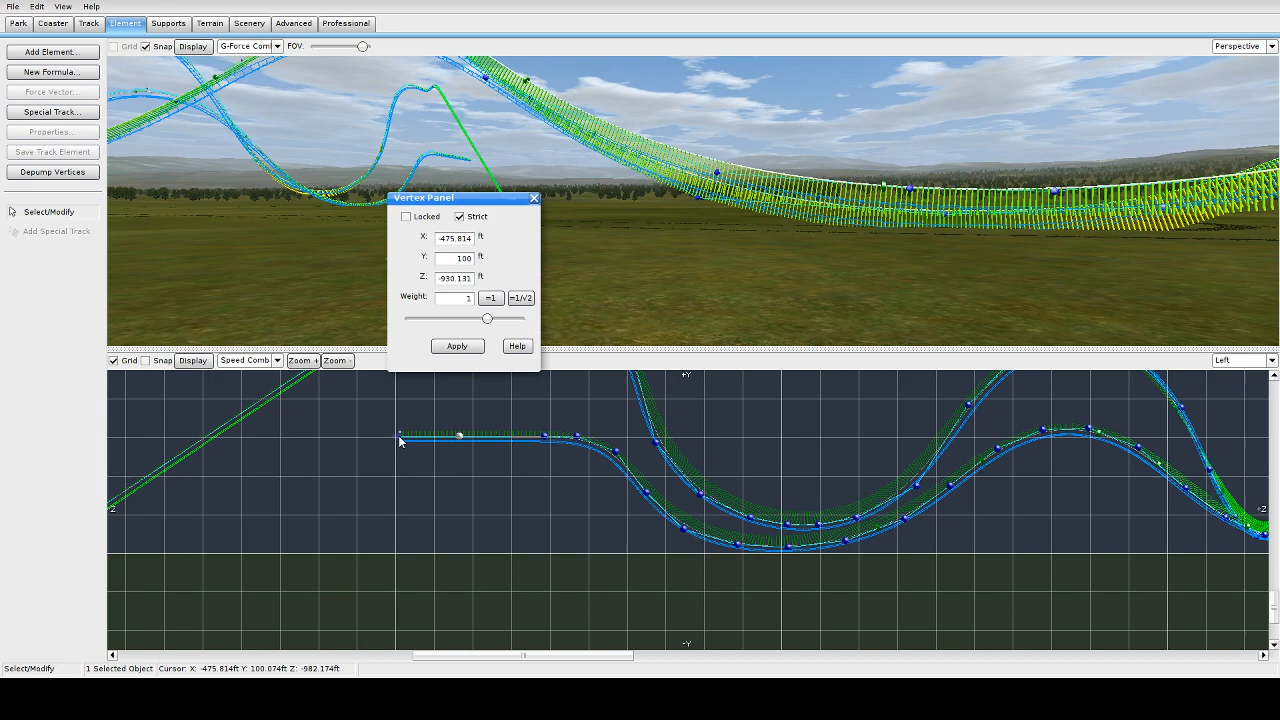 File Edit View Help
Park Coaster Track Element Supports Terrain Scenery Advanced Professional
Grid Snap Display G-Force Com FOV: Perspective
Add Element...
New Formula...
Force Vector...
Special Track...
Properties...
Save Track Element
Depump Vertices
Select/Modify
Add Special Track
Vertex Panel
Locked Strict
X: -475.814 ft
Y: 100 ft
Z: -930.131 ft
Weight: 1 =1 =1/√2
Apply Help
Grid Snap Display Speed Comb Zoom + Zoom - Left
+Y
-Z
-Y
Select/Modify 1 Selected Object Cursor: X: -475.814ft Y: 100.074ft Z: -982.174ft